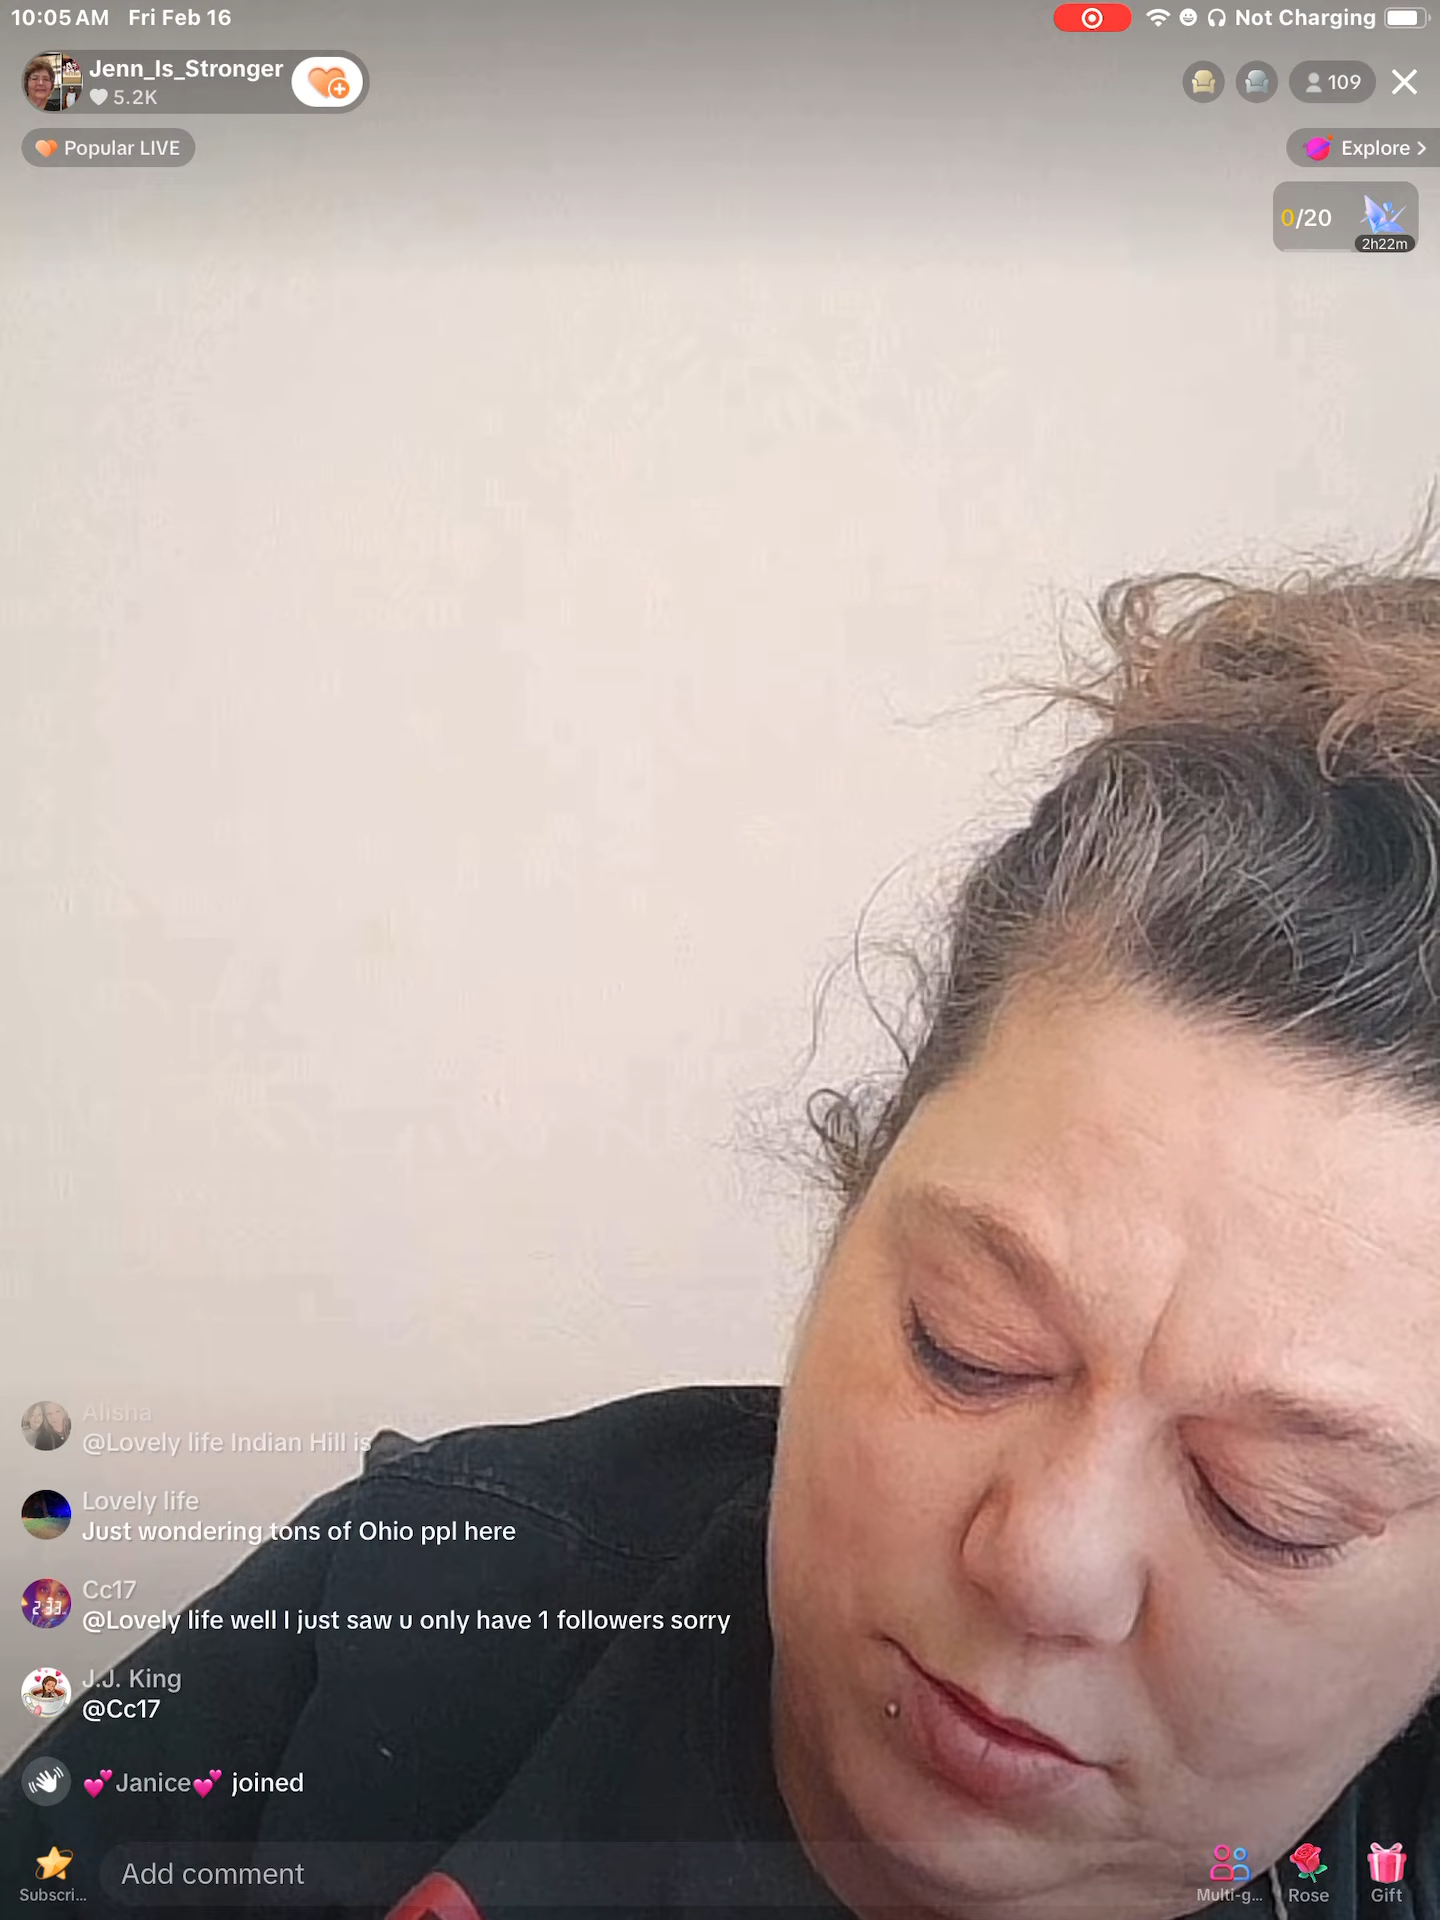 10:05 AM Fri Feb 16
Not Charging
Jenn_Is_Stronger
5.2K
109
Popular LIVE
Explore >
0/20
2h22m
Alisha
@Lovely life Indian Hill is
Lovely life
Just wondering tons of Ohio ppl here
Cc17
@Lovely life well I just saw u only have 1 followers sorry
J.J. King
@Cc17
💕Janice💕 joined
Add comment
Subscri...
Multi-g...
Rose
Gift